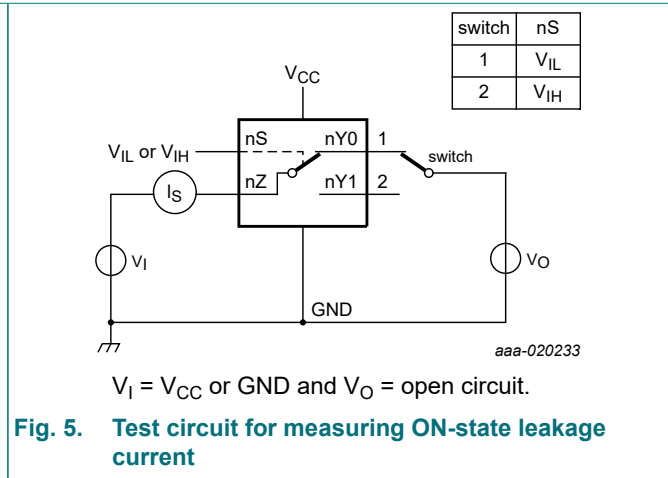 switch nS
1 VIL
2 VIH
VCC
nS nY0 1
switch
VIL or VIH
nZ nY1 2
IS
VI
VO
GND
aaa-020233
VI = VCC or GND and VO = open circuit.
Fig. 5. Test circuit for measuring ON-state leakage
current